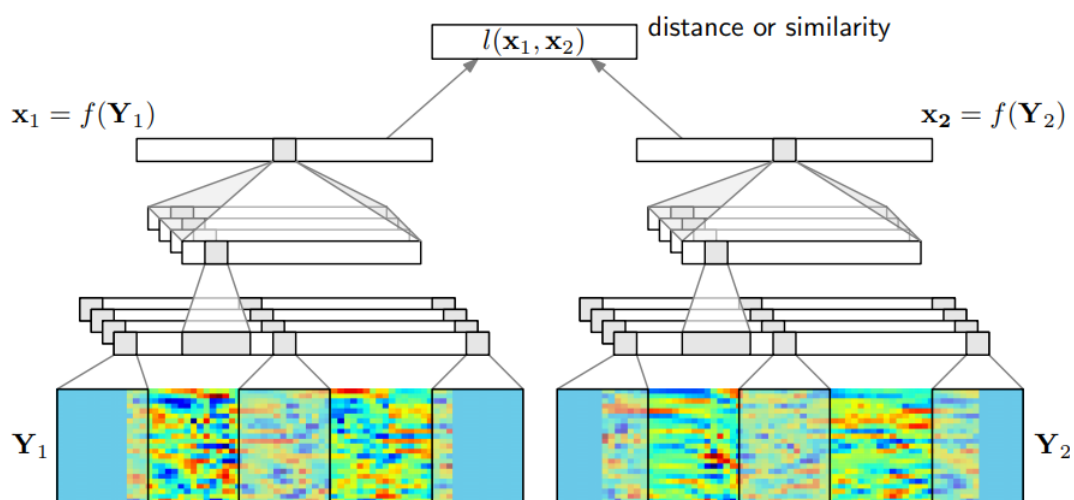 l(x₁, x₂) distance or similarity
x₁ = f(Y₁)
x₂ = f(Y₂)
Y₁
Y₂